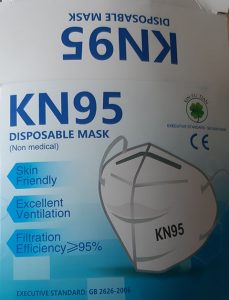 DISPOSABLE MASK
KN95
KN95
DISPOSABLE MASK
(Non medical)
EXECUTIVE STANDARD:
CE
Skin
Friendly
Excellent
Ventilation
Filtration
Efficiency≥95%
KN95
EXECUTIVE STANDARD: GB 2626-2006